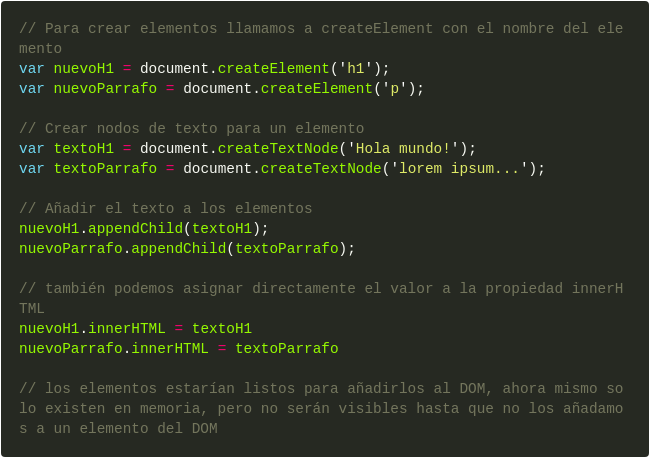 // Para crear elementos llamamos a createElement con el nombre del ele
mento
var nuevoH1 = document.createElement('h1');
var nuevoParrafo = document.createElement('p');
// Crear nodos de texto para un elemento
var textoH1 = document.createTextNode('Hola mundo!');
var textoParrafo = document.createTextNode('lorem ipsum...');
// Añadir el texto a los elementos
nuevoH1.appendChild(textoH1);
nuevoParrafo.appendChild(textoParrafo);
// también podemos asignar directamente el valor a la propiedad innerH
TML
nuevoH1.innerHTML = textoH1
nuevoParrafo.innerHTML = textoParrafo
// los elementos estarían listos para añadirlos al DOM, ahora mismo so
lo existen en memoria, pero no serán visibles hasta que no los añadamo
s a un elemento del DOM